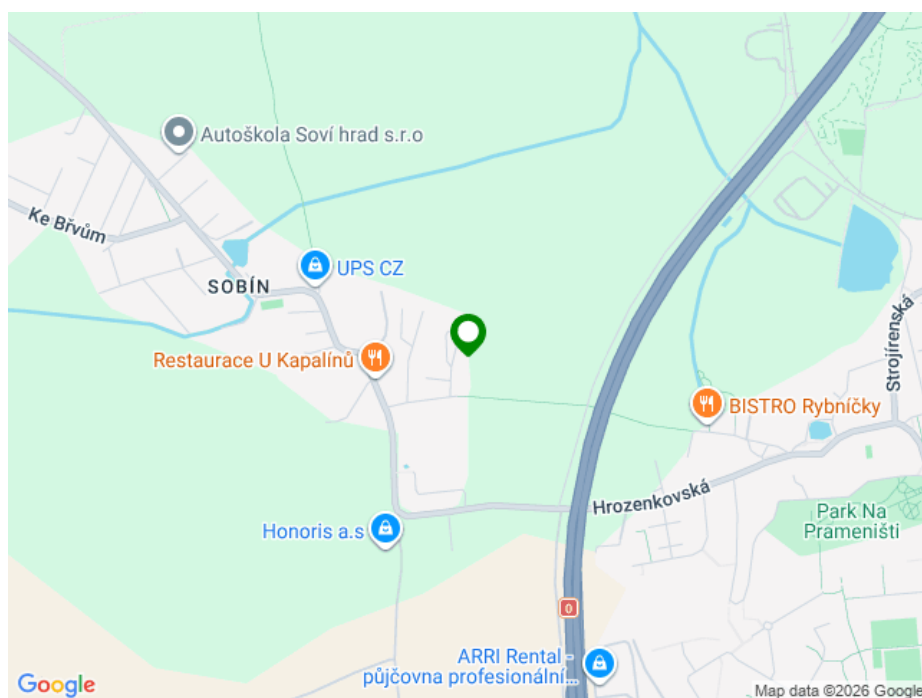 Autoškola Soví hrad s.r.o
Ke Břvům
SOBÍN
UPS CZ
Restaurace U Kapalínů
Strojírenská
BISTRO Rybníčky
Hrozenkovská
Park Na
Prameništi
Honoris a.s
0
ARRI Rental -
půjčovna profesionální...
Google
Map data ©2026 Google